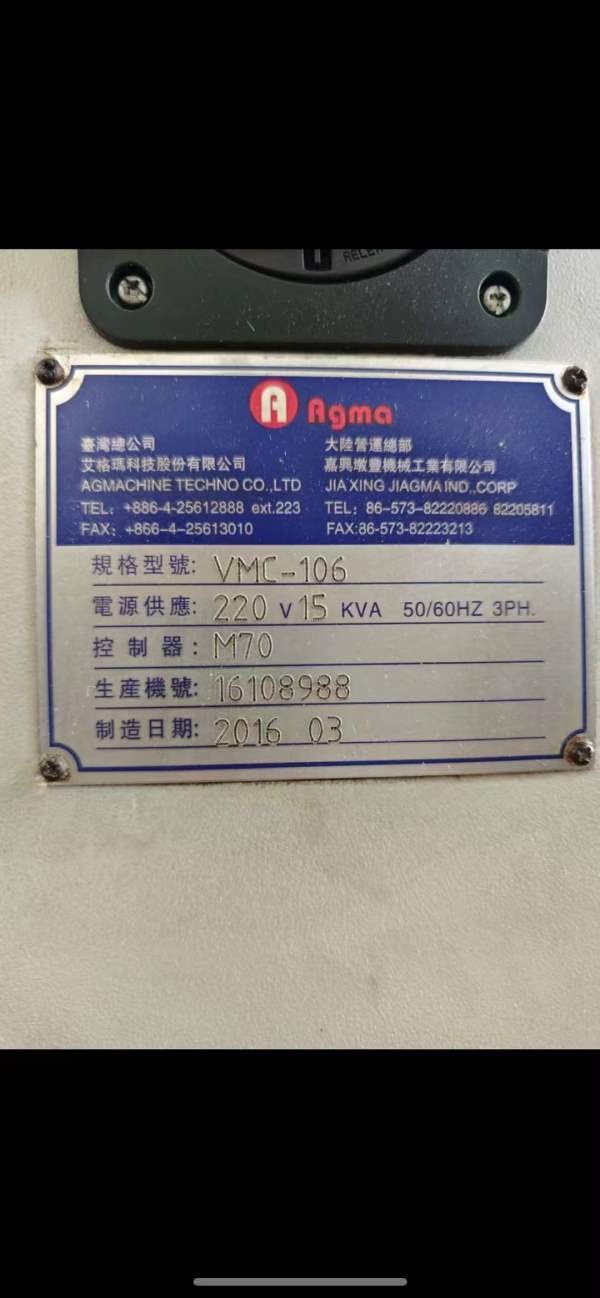 A Agma
臺灣總公司
艾格瑪科技股份有限公司
AGMACHINE TECHNO CO.,LTD
TEL: +886-4-25612888 ext.223
FAX: +866-4-25613010
大陸營運總部
嘉興墩豐機械工業有限公司
JIAXING JIAGMA IND.,CORP
TEL: 86-573-82220886 82205811
FAX:86-573-82223213
規格型號: VMC-106
電源供應: 220 V 15 KVA 50/60HZ 3PH.
控制器: M70
生產機號: 16108988
制造日期: 2016 03